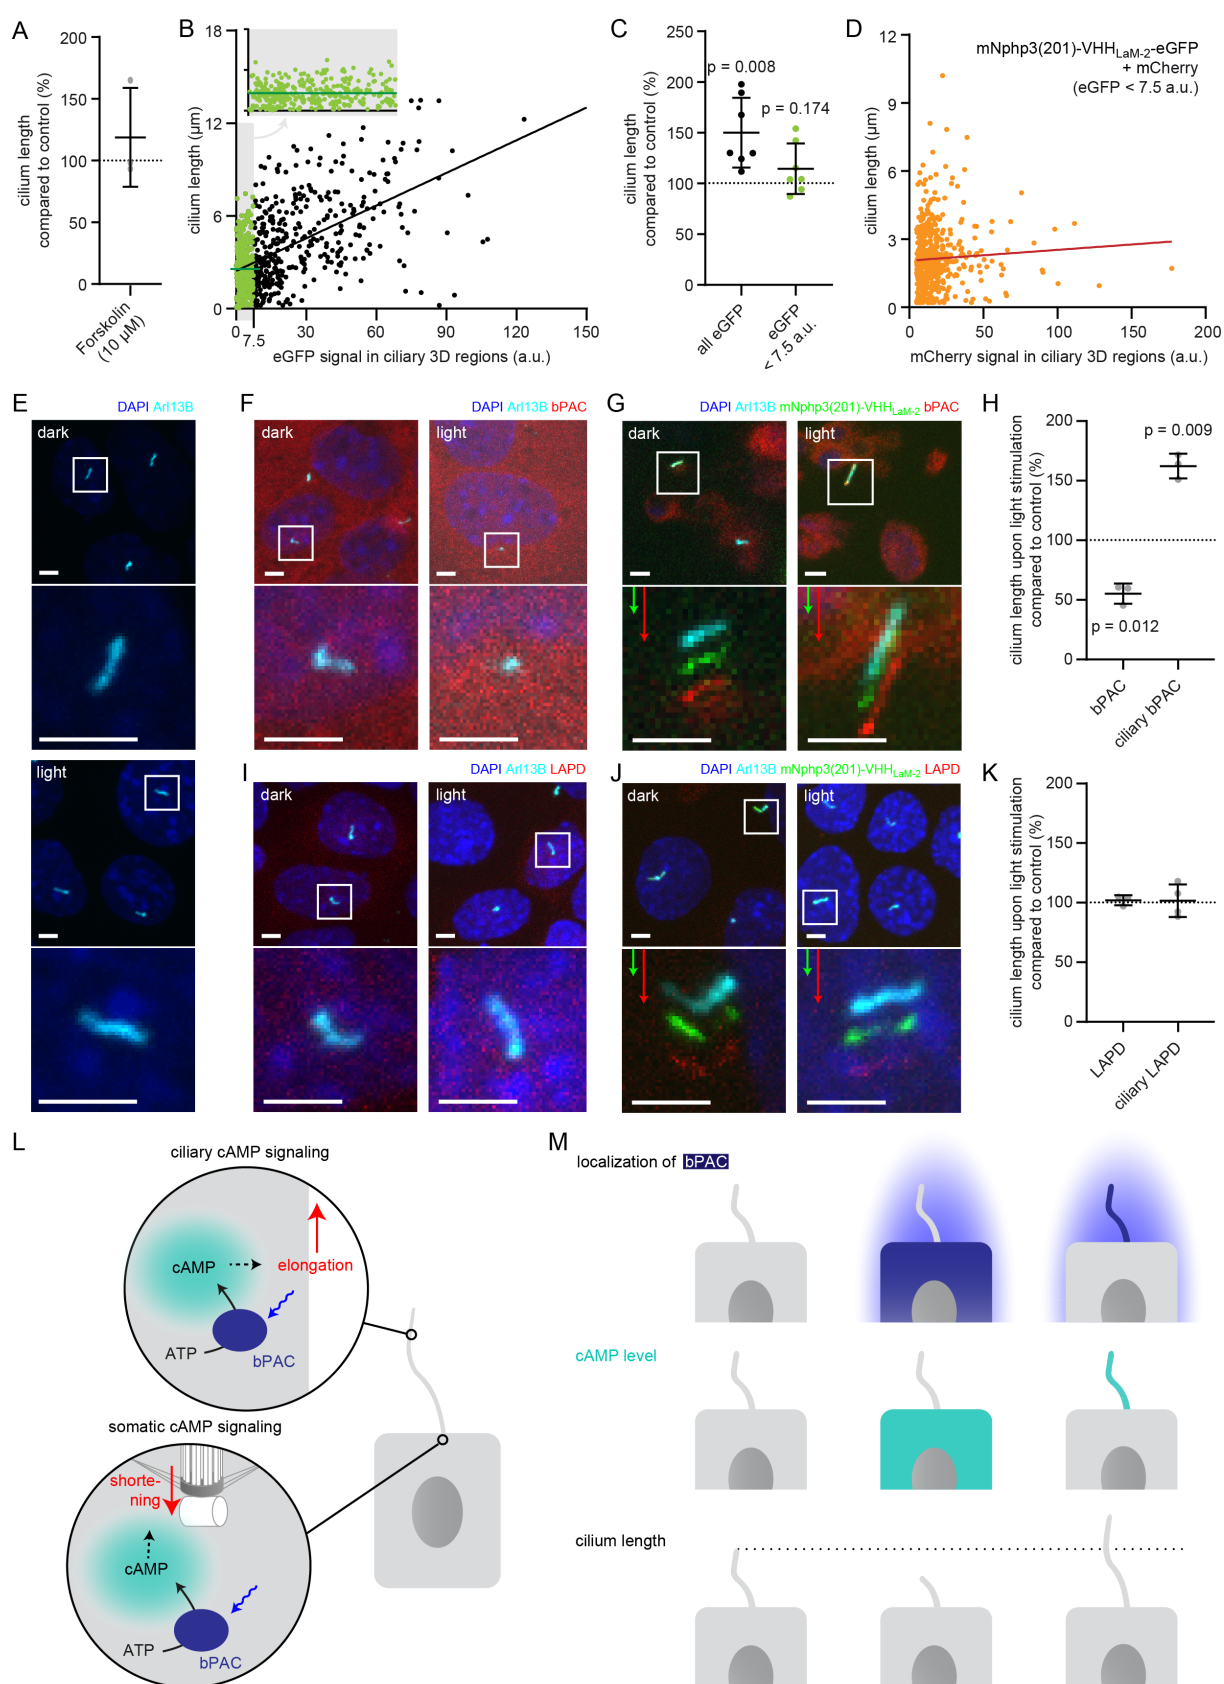 A
200
150
100
50
0
cilium length
compared to control (%)
Forskolin
(10 µM)
B
18
12
6
0
cilium length (µm)
0
7.5
30
60
90
120
150
eGFP signal in ciliary 3D regions (a.u.)
C
250
200
150
100
50
0
cilium length
compared to control (%)
p = 0.008
p = 0.174
all eGFP
eGFP
< 7.5 a.u.
D
12
9
6
3
0
cilium length (µm)
mNphp3(201)-VHHLaM-2-eGFP
+ mCherry
(eGFP < 7.5 a.u.)
0
50
100
150
200
mCherry signal in ciliary 3D regions (a.u.)
E
DAPI Arl13B
dark
light
F
DAPI Arl13B bPAC
dark
light
G
DAPI Arl13B mNphp3(201)-VHHLaM-2 bPAC
dark
light
H
200
150
100
50
0
cilium length upon light stimulation
compared to control (%)
p = 0.009
p = 0.012
bPAC
ciliary bPAC
I
DAPI Arl13B LAPD
dark
light
J
DAPI Arl13B mNphp3(201)-VHHLaM-2 LAPD
dark
light
K
200
150
100
50
0
cilium length upon light stimulation
compared to control (%)
LAPD
ciliary LAPD
L
ciliary cAMP signaling
cAMP
elongation
ATP
bPAC
somatic cAMP signaling
shorte-
ning
cAMP
ATP
bPAC
M
localization of bPAC
cAMP level
cilium length